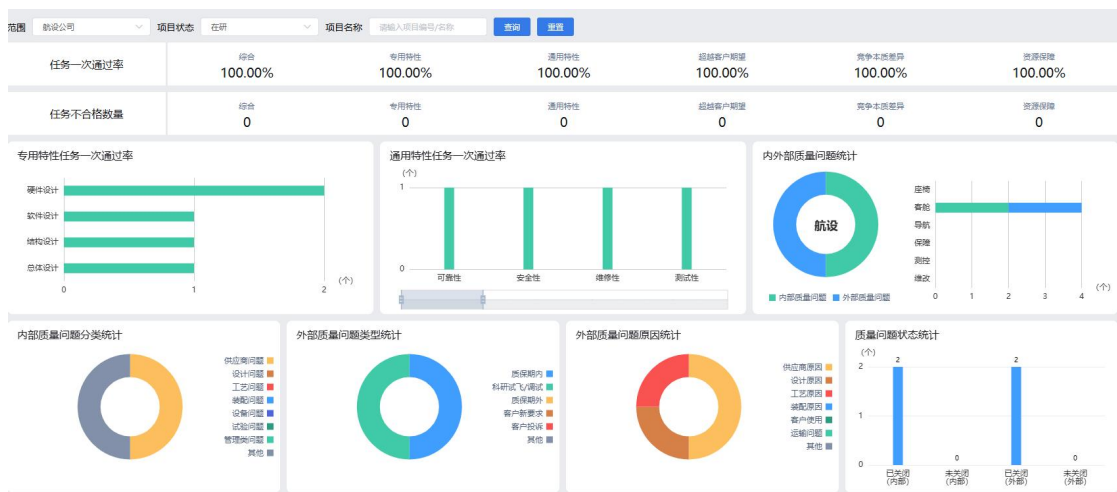 范围 航设公司 项目状态 在研 项目名称 请输入项目编号/名称 查询 重置
任务一次通过率
综合 专用特性 通用特性 超越客户期望 竞争本质差异 资源保障
100.00% 100.00% 100.00% 100.00% 100.00% 100.00%
任务不合格数量
综合 专用特性 通用特性 超越客户期望 竞争本质差异 资源保障
0 0 0 0 0 0
专用特性任务一次通过率
硬件设计
软件设计
结构设计
总体设计
0 1 2 (个)
通用特性任务一次通过率
(个)
1
0
可靠性 安全性 维修性 测试性
内外部质量问题统计
航设
内部质量问题 外部质量问题
座椅
客舱
导航
保障
测控
维改
0 1 2 3 4 (个)
内部质量问题分类统计
供应商问题
设计问题
工艺问题
装配问题
设备问题
试验问题
管理类问题
其他
外部质量问题类型统计
质保期内
科研试飞/调试
质保期外
客户新要求
客户投诉
其他
外部质量问题原因统计
供应商原因
设计原因
工艺原因
装配原因
客户使用
运输问题
其他
质量问题状态统计
(个)
2
1
0
2 0 2 0
已关闭 未关闭 已关闭 未关闭
(内部) (内部) (外部) (外部)